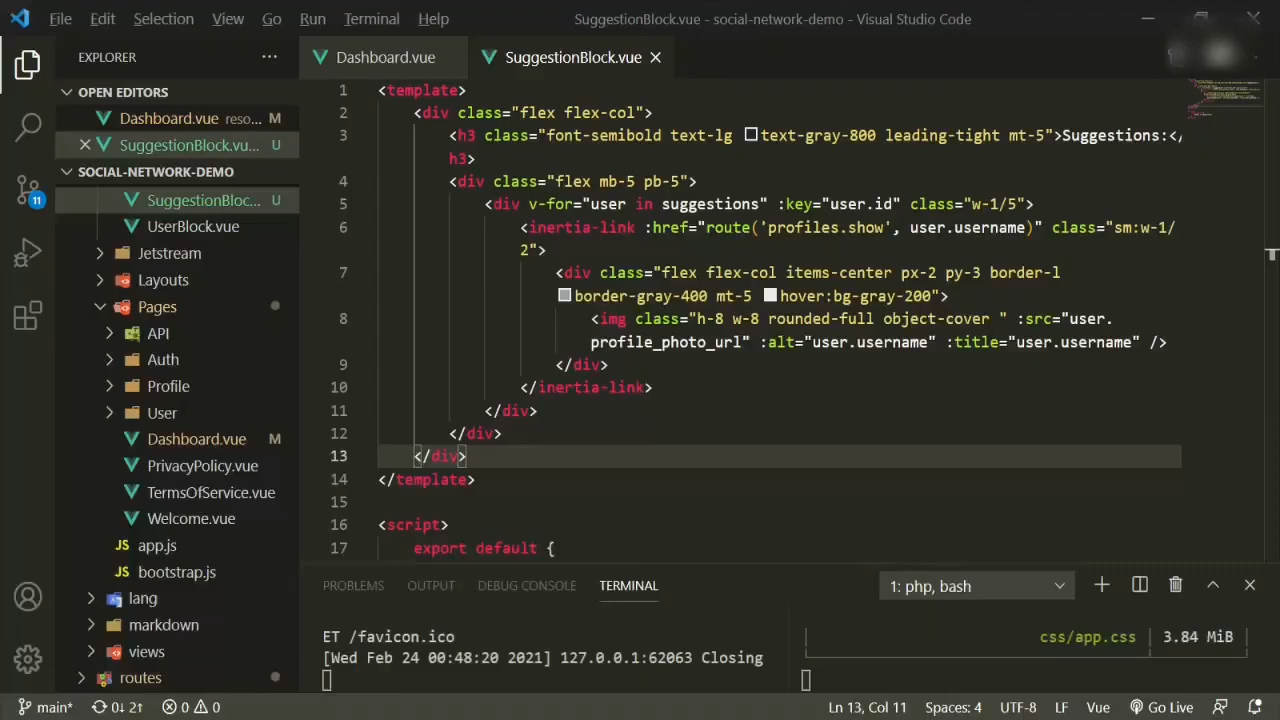 File Edit Selection View Go Run Terminal Help SuggestionBlock.vue - social-network-demo - Visual Studio Code
EXPLORER ...
Dashboard.vue
SuggestionBlock.vue
OPEN EDITORS
Dashboard.vue reso... M
SuggestionBlock.vu... U
SOCIAL-NETWORK-DEMO
SuggestionBloc... U
UserBlock.vue
Jetstream
Layouts
Pages
API
Auth
Profile
User
Dashboard.vue M
PrivacyPolicy.vue
TermsOfService.vue
Welcome.vue
JS app.js
JS bootstrap.js
lang
markdown
views
routes
11
1 <template>
2 <div class="flex flex-col">
3 <h3 class="font-semibold text-lg text-gray-800 leading-tight mt-5">Suggestions:</
h3>
4 <div class="flex mb-5 pb-5">
5 <div v-for="user in suggestions" :key="user.id" class="w-1/5">
6 <inertia-link :href="route('profiles.show', user.username)" class="sm:w-1/
2">
7 <div class="flex flex-col items-center px-2 py-3 border-l
border-gray-400 mt-5 hover:bg-gray-200">
8 <img class="h-8 w-8 rounded-full object-cover " :src="user.
profile_photo_url" :alt="user.username" :title="user.username" />
9 </div>
10 </inertia-link>
11 </div>
12 </div>
13 </div>
14 </template>
15
16 <script>
17 export default {
PROBLEMS OUTPUT DEBUG CONSOLE TERMINAL 1: php, bash
ET /favicon.ico
[Wed Feb 24 00:48:20 2021] 127.0.0.1:62063 Closing
css/app.css 3.84 MiB
main* 0↓ 2↑ 0 0 Ln 13, Col 11 Spaces: 4 UTF-8 LF Vue Go Live